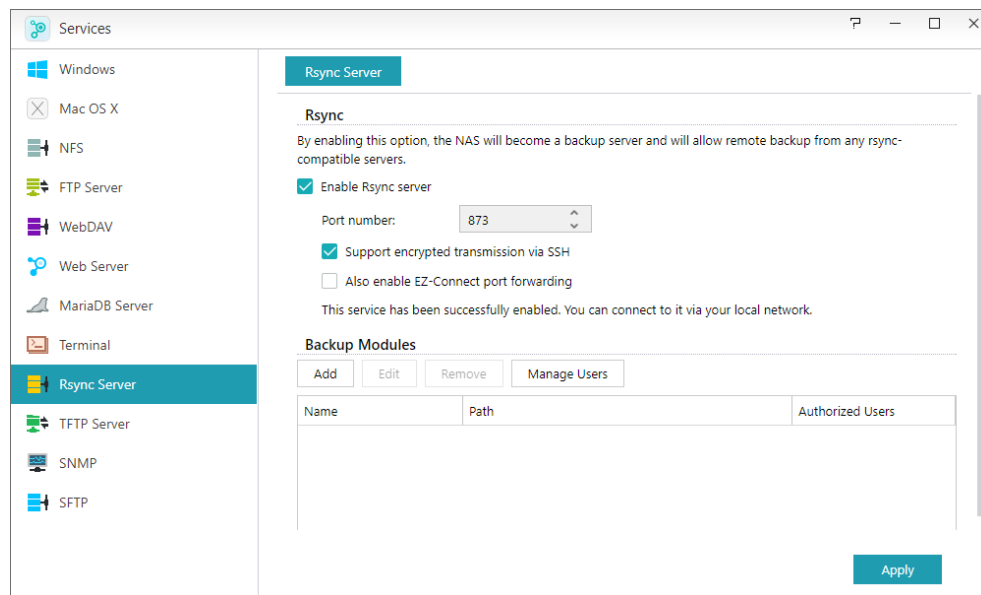 Services
Windows
Mac OS X
NFS
FTP Server
WebDAV
Web Server
MariaDB Server
Terminal
Rsync Server
TFTP Server
SNMP
SFTP
Rsync Server
Rsync
By enabling this option, the NAS will become a backup server and will allow remote backup from any rsync-
compatible servers.
Enable Rsync server
Port number: 873
Support encrypted transmission via SSH
Also enable EZ-Connect port forwarding
This service has been successfully enabled. You can connect to it via your local network.
Backup Modules
Add Edit Remove Manage Users
Name Path Authorized Users
Apply